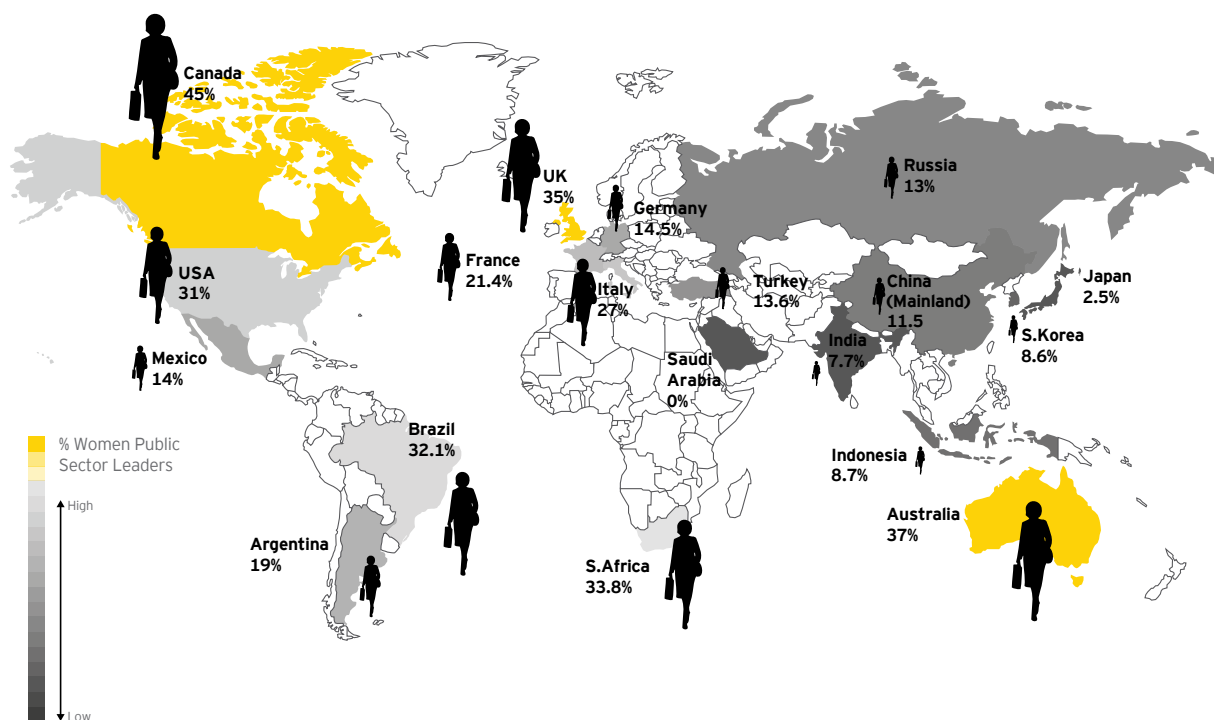 Canada
45%
UK
35%
Russia
13%
Germany
14.5%
France
21.4%
USA
31%
Italy
27%
Turkey
13.6%
China
(Mainland)
11.5
Japan
2.5%
S.Korea
8.6%
India
7.7%
Mexico
14%
Saudi
Arabia
0%
Brazil
32.1%
% Women Public
Sector Leaders
High
Indonesia
8.7%
Australia
37%
Argentina
19%
S.Africa
33.8%
Low